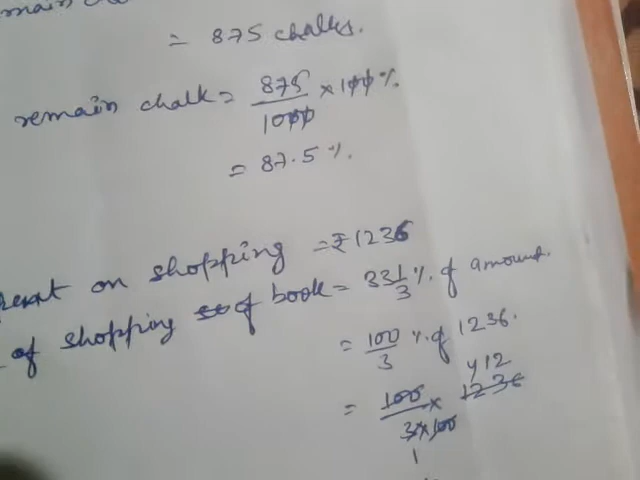 = 875 chalks.
remain chalk = 875/1000 × 100%
= 87.5%.
on shopping = ₹1236
of shopping of book = 33 1/3 % of amount.
= 100/3 % of 1236.
412
= 100/3×100 × 1236
1